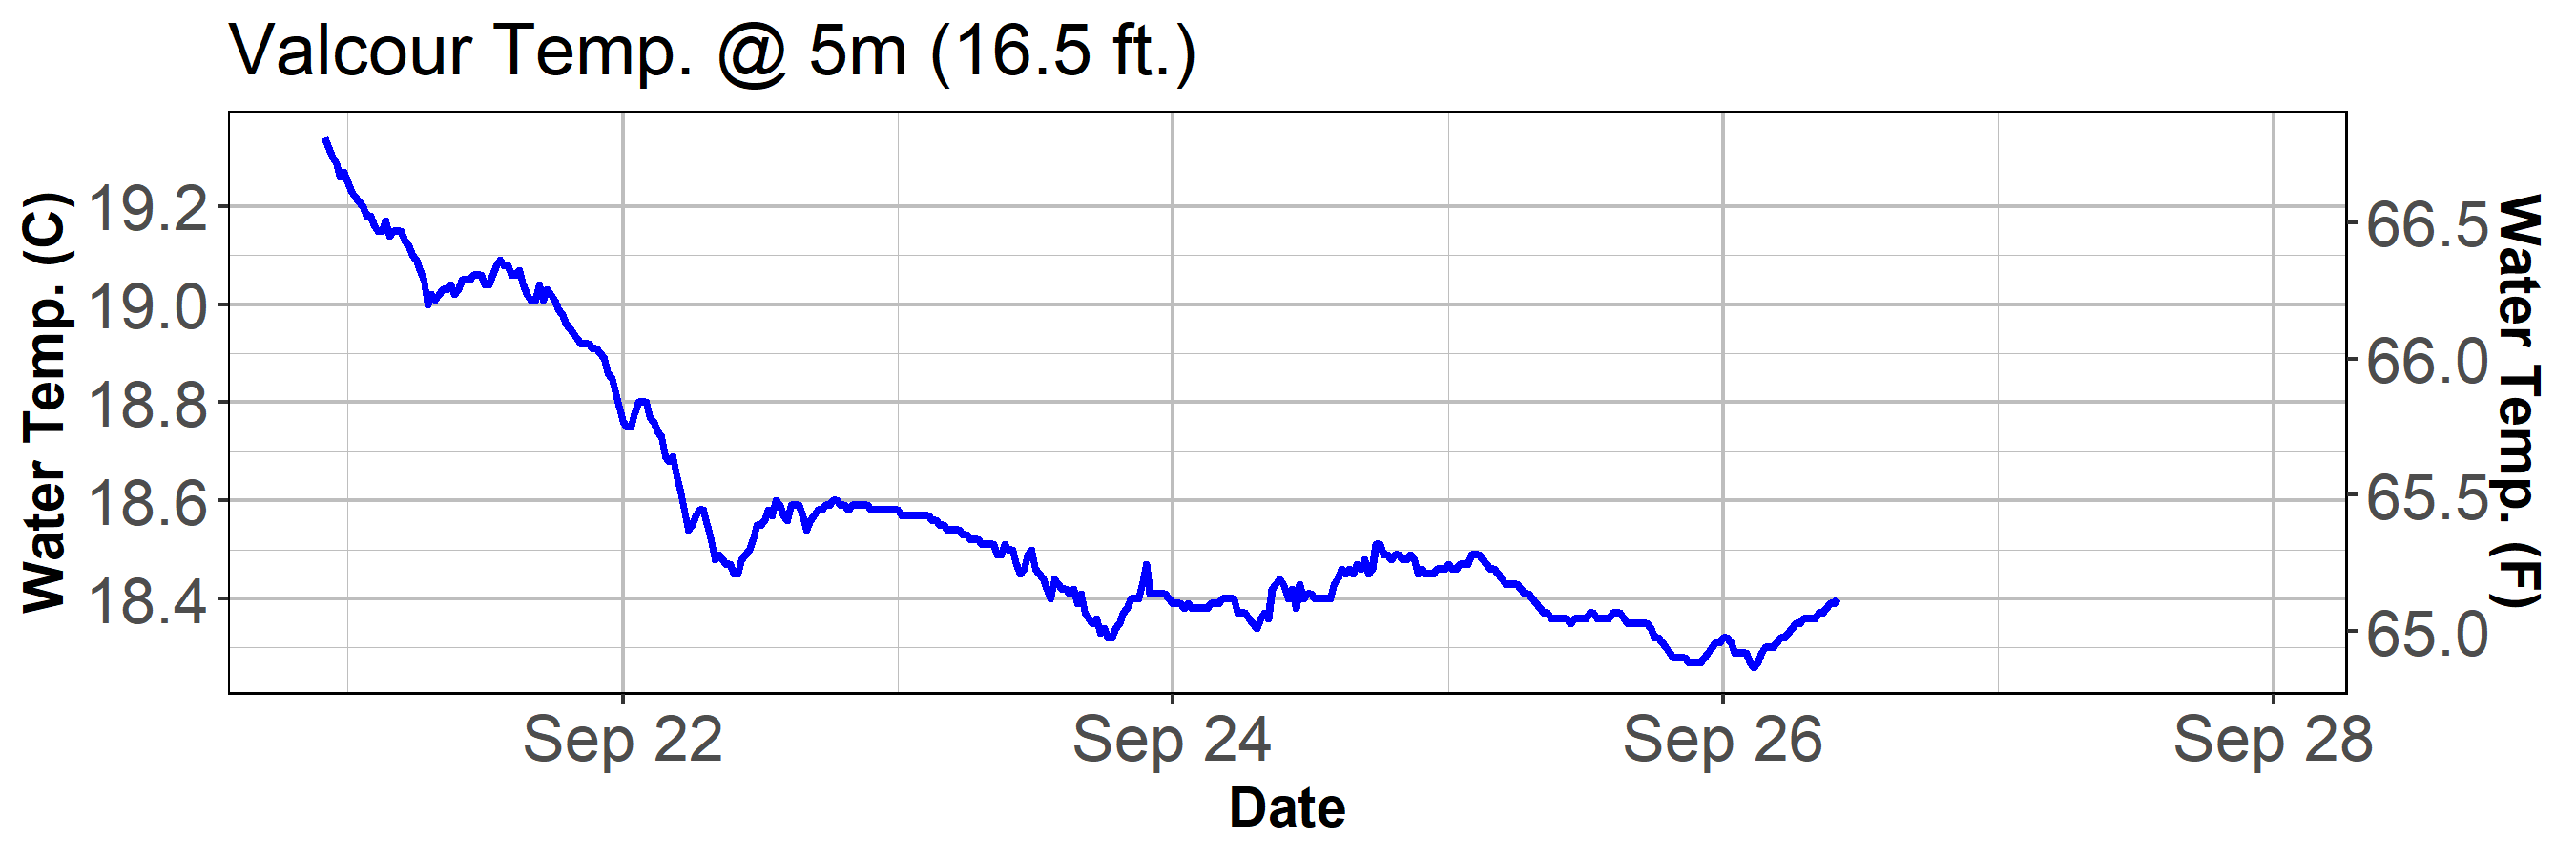 Valcour Temp. @ 5m (16.5 ft.)
Water Temp. (C)
19.2
19.0
18.8
18.6
18.4
66.5
66.0
65.5
65.0
Water Temp. (F)
Sep 22
Sep 24
Sep 26
Sep 28
Date